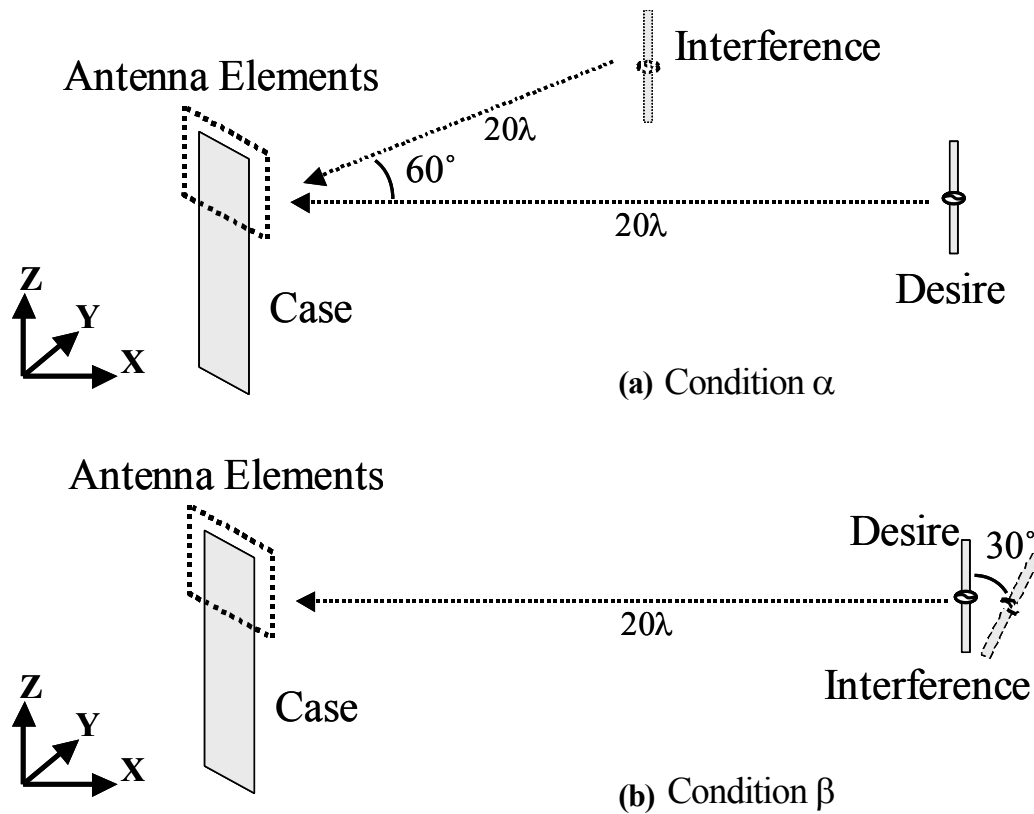 Interference
Antenna Elements
20λ
60°
20λ
Desire
Case
Z
Y
X
(a) Condition α
Antenna Elements
Desire
30°
20λ
Interference
Case
Z
Y
X
(b) Condition β